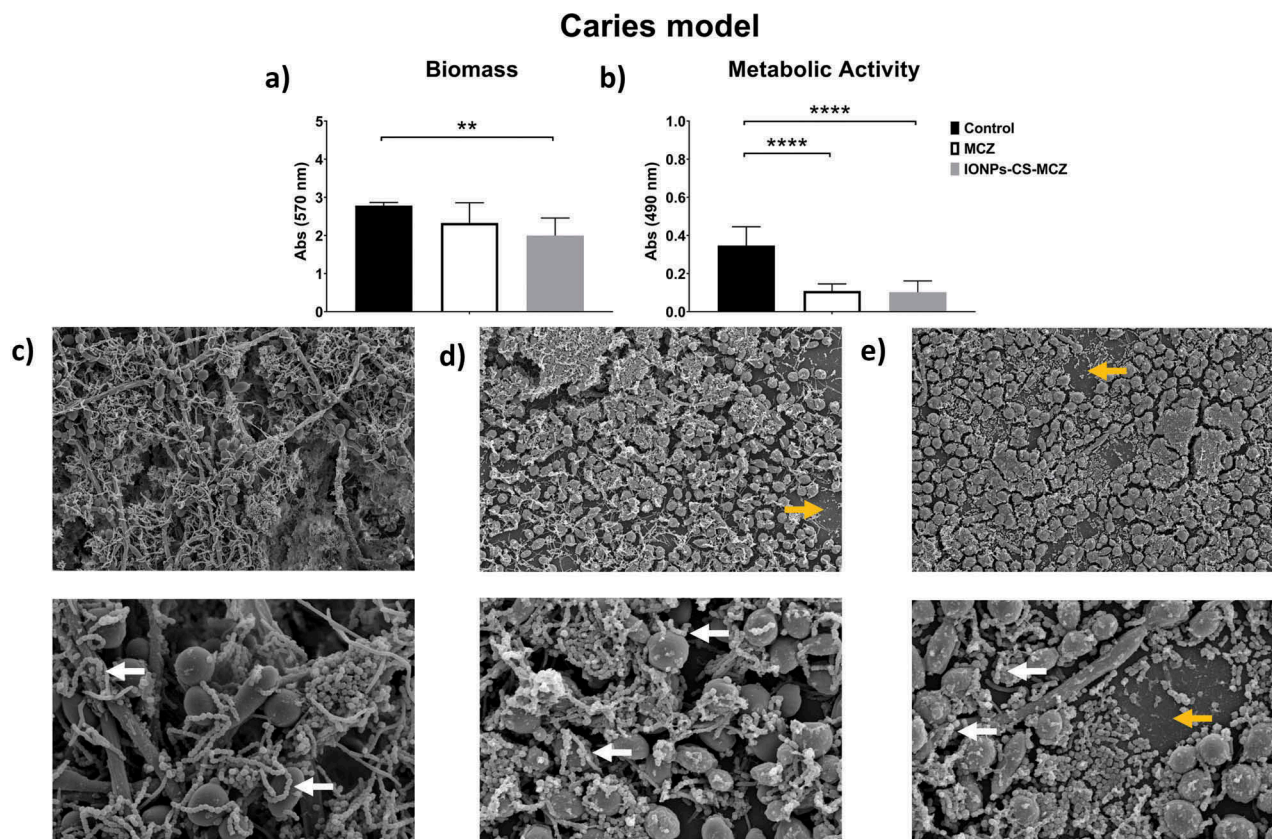 Caries model
a)
Biomass
**
5
4
3
2
1
0
Abs (570 nm)
b)
Metabolic Activity
****
****
1.0
0.8
0.6
0.4
0.2
0.0
Abs (490 nm)
Control
MCZ
IONPs-CS-MCZ
c)
d)
e)